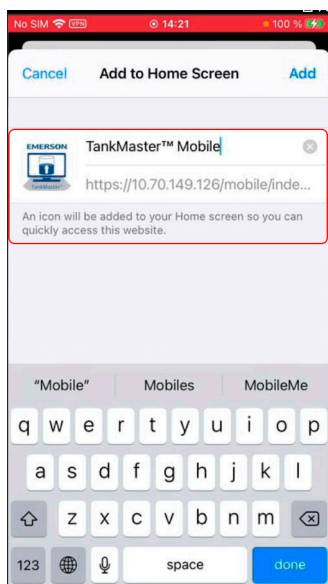 No SIM VPN 14:21 100 %
Cancel Add to Home Screen Add
EMERSON
TankMaster™ Mobile
TankMaster™
https://10.70.149.126/mobile/inde...
An icon will be added to your Home screen so you can
quickly access this website.
“Mobile” Mobiles MobileMe
q w e r t y u i o p
a s d f g h j k l
z x c v b n m
123 space done